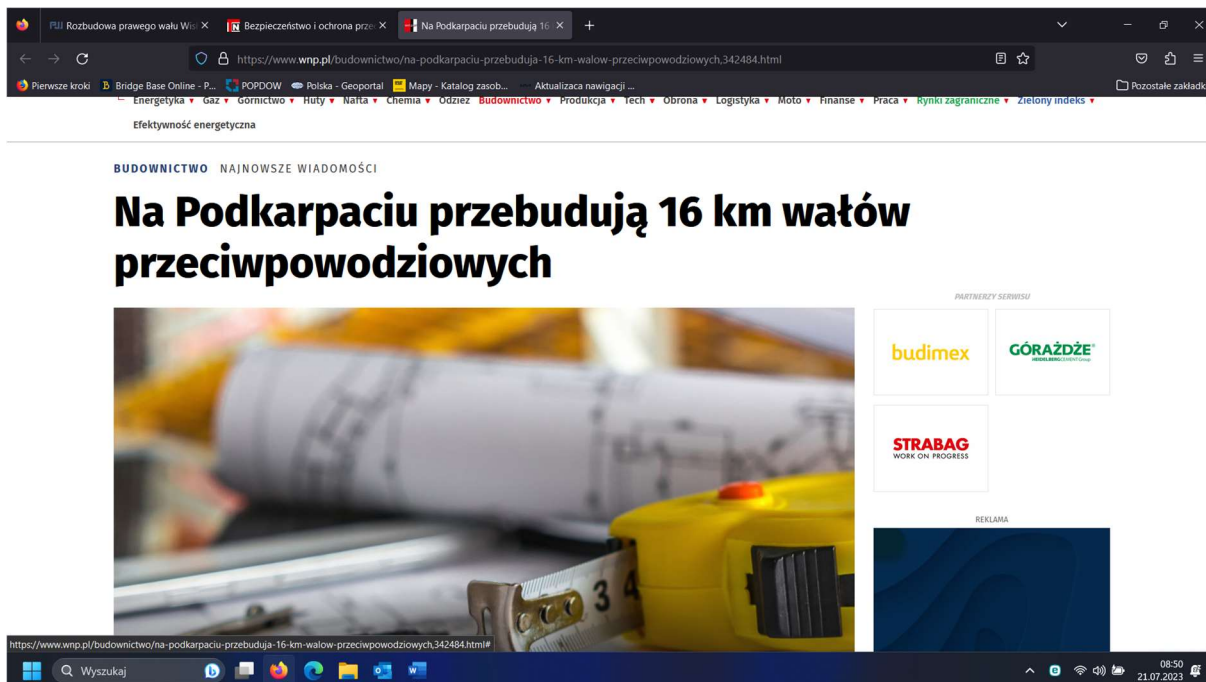 Rozbudowa prawego wału Wis
Bezpieczeństwo i ochrona prze
Na Podkarpaciu przebudują 16
https://www.wnp.pl/budownictwo/na-podkarpaciu-przebuduja-16-km-walow-przeciwpowodziowych,342484.html
Pierwsze kroki Bridge Base Online - P... POPDOW Polska - Geoportal Mapy - Katalog zasob... Aktualizaca nawigacji ... Pozostałe zakładk
Energetyka Gaz Górnictwo Huty Nafta Chemia Odzież Budownictwo Produkcja Tech Obrona Logistyka Moto Finanse Praca Rynki zagraniczne Zielony indeks
Efektywność energetyczna
BUDOWNICTWO NAJNOWSZE WIADOMOŚCI
Na Podkarpaciu przebudują 16 km wałów
przeciwpowodziowych
PARTNERZY SERWISU
budimex GÓRAŻDŻE
HEIDELBERGCEMENT Group
STRABAG
WORK ON PROGRESS
REKLAMA
3 4
https://www.wnp.pl/budownictwo/na-podkarpaciu-przebuduja-16-km-walow-przeciwpowodziowych,342484.html#
Wyszukaj
08:50
21.07.2023